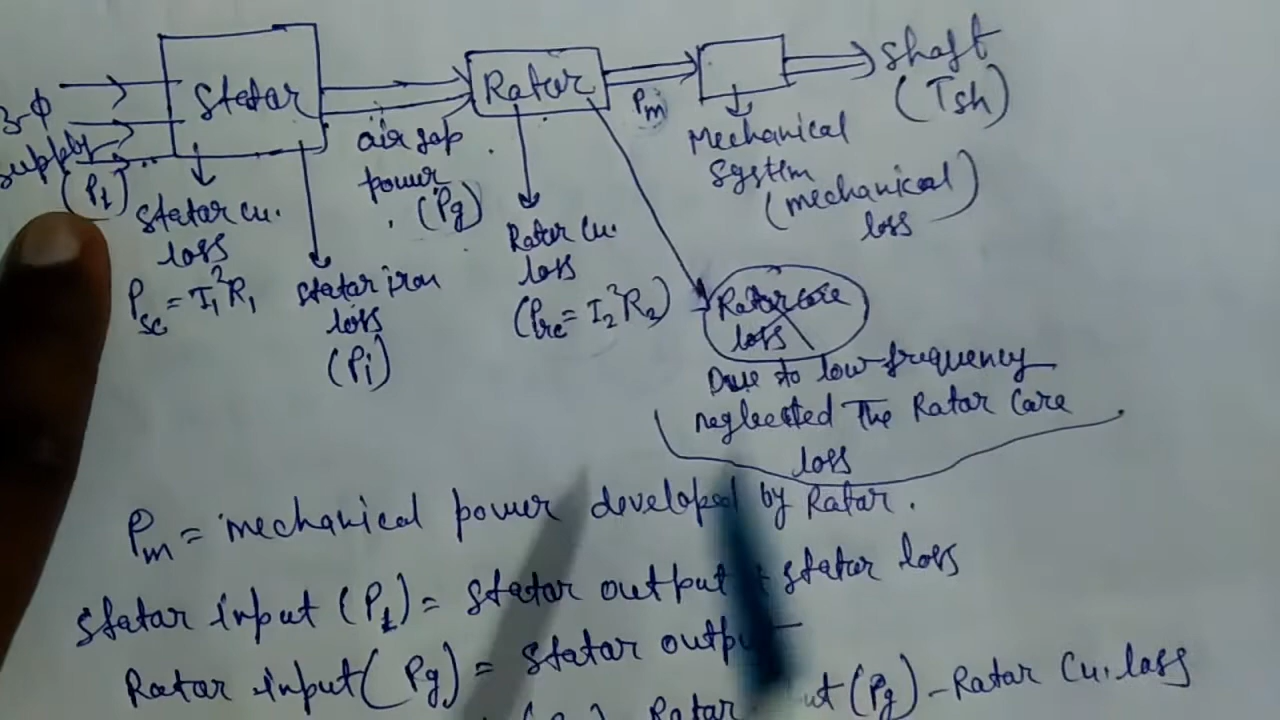 3-Φ
supply
(P1)
Stator
air gap
power
(Pg)
Rotor
Pm
shaft
(Tsh)
Mechanical
System
(mechanical)
loss
Stator cu.
loss
Psc = I1²R1
Stator iron
loss
(Pi)
Rotor cu.
loss
(Prc = I2²R2)
Rotor core
loss
Due to low frequency
neglected The Rotor Core
loss
Pm = mechanical power developed by Rotor.
Stator input (P1) = Stator output + stator loss
Rotor input (Pg) = Stator output
Rotor ut (Pg) - Rotor Cu. loss